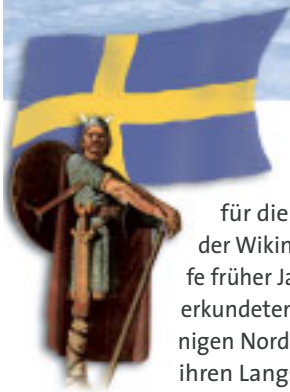 für die
der Wikin
fe früher Ja
erkundeten
nigen Nord
ihren Lang